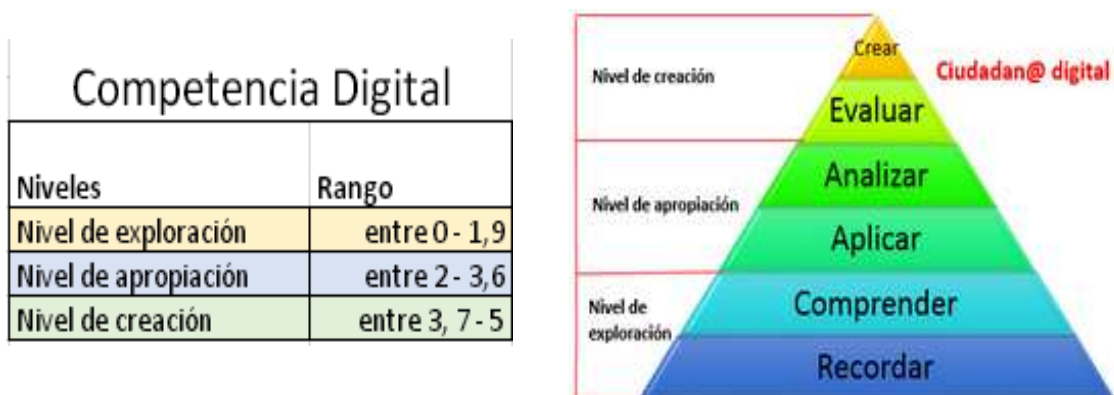 Competencia Digital
Niveles Rango
Nivel de exploración entre 0 - 1,9
Nivel de apropiación entre 2 - 3,6
Nivel de creación entre 3, 7 - 5
Nivel de creación
Nivel de apropiación
Nivel de
exploración
Crear
Ciudadan@ digital
Evaluar
Analizar
Aplicar
Comprender
Recordar